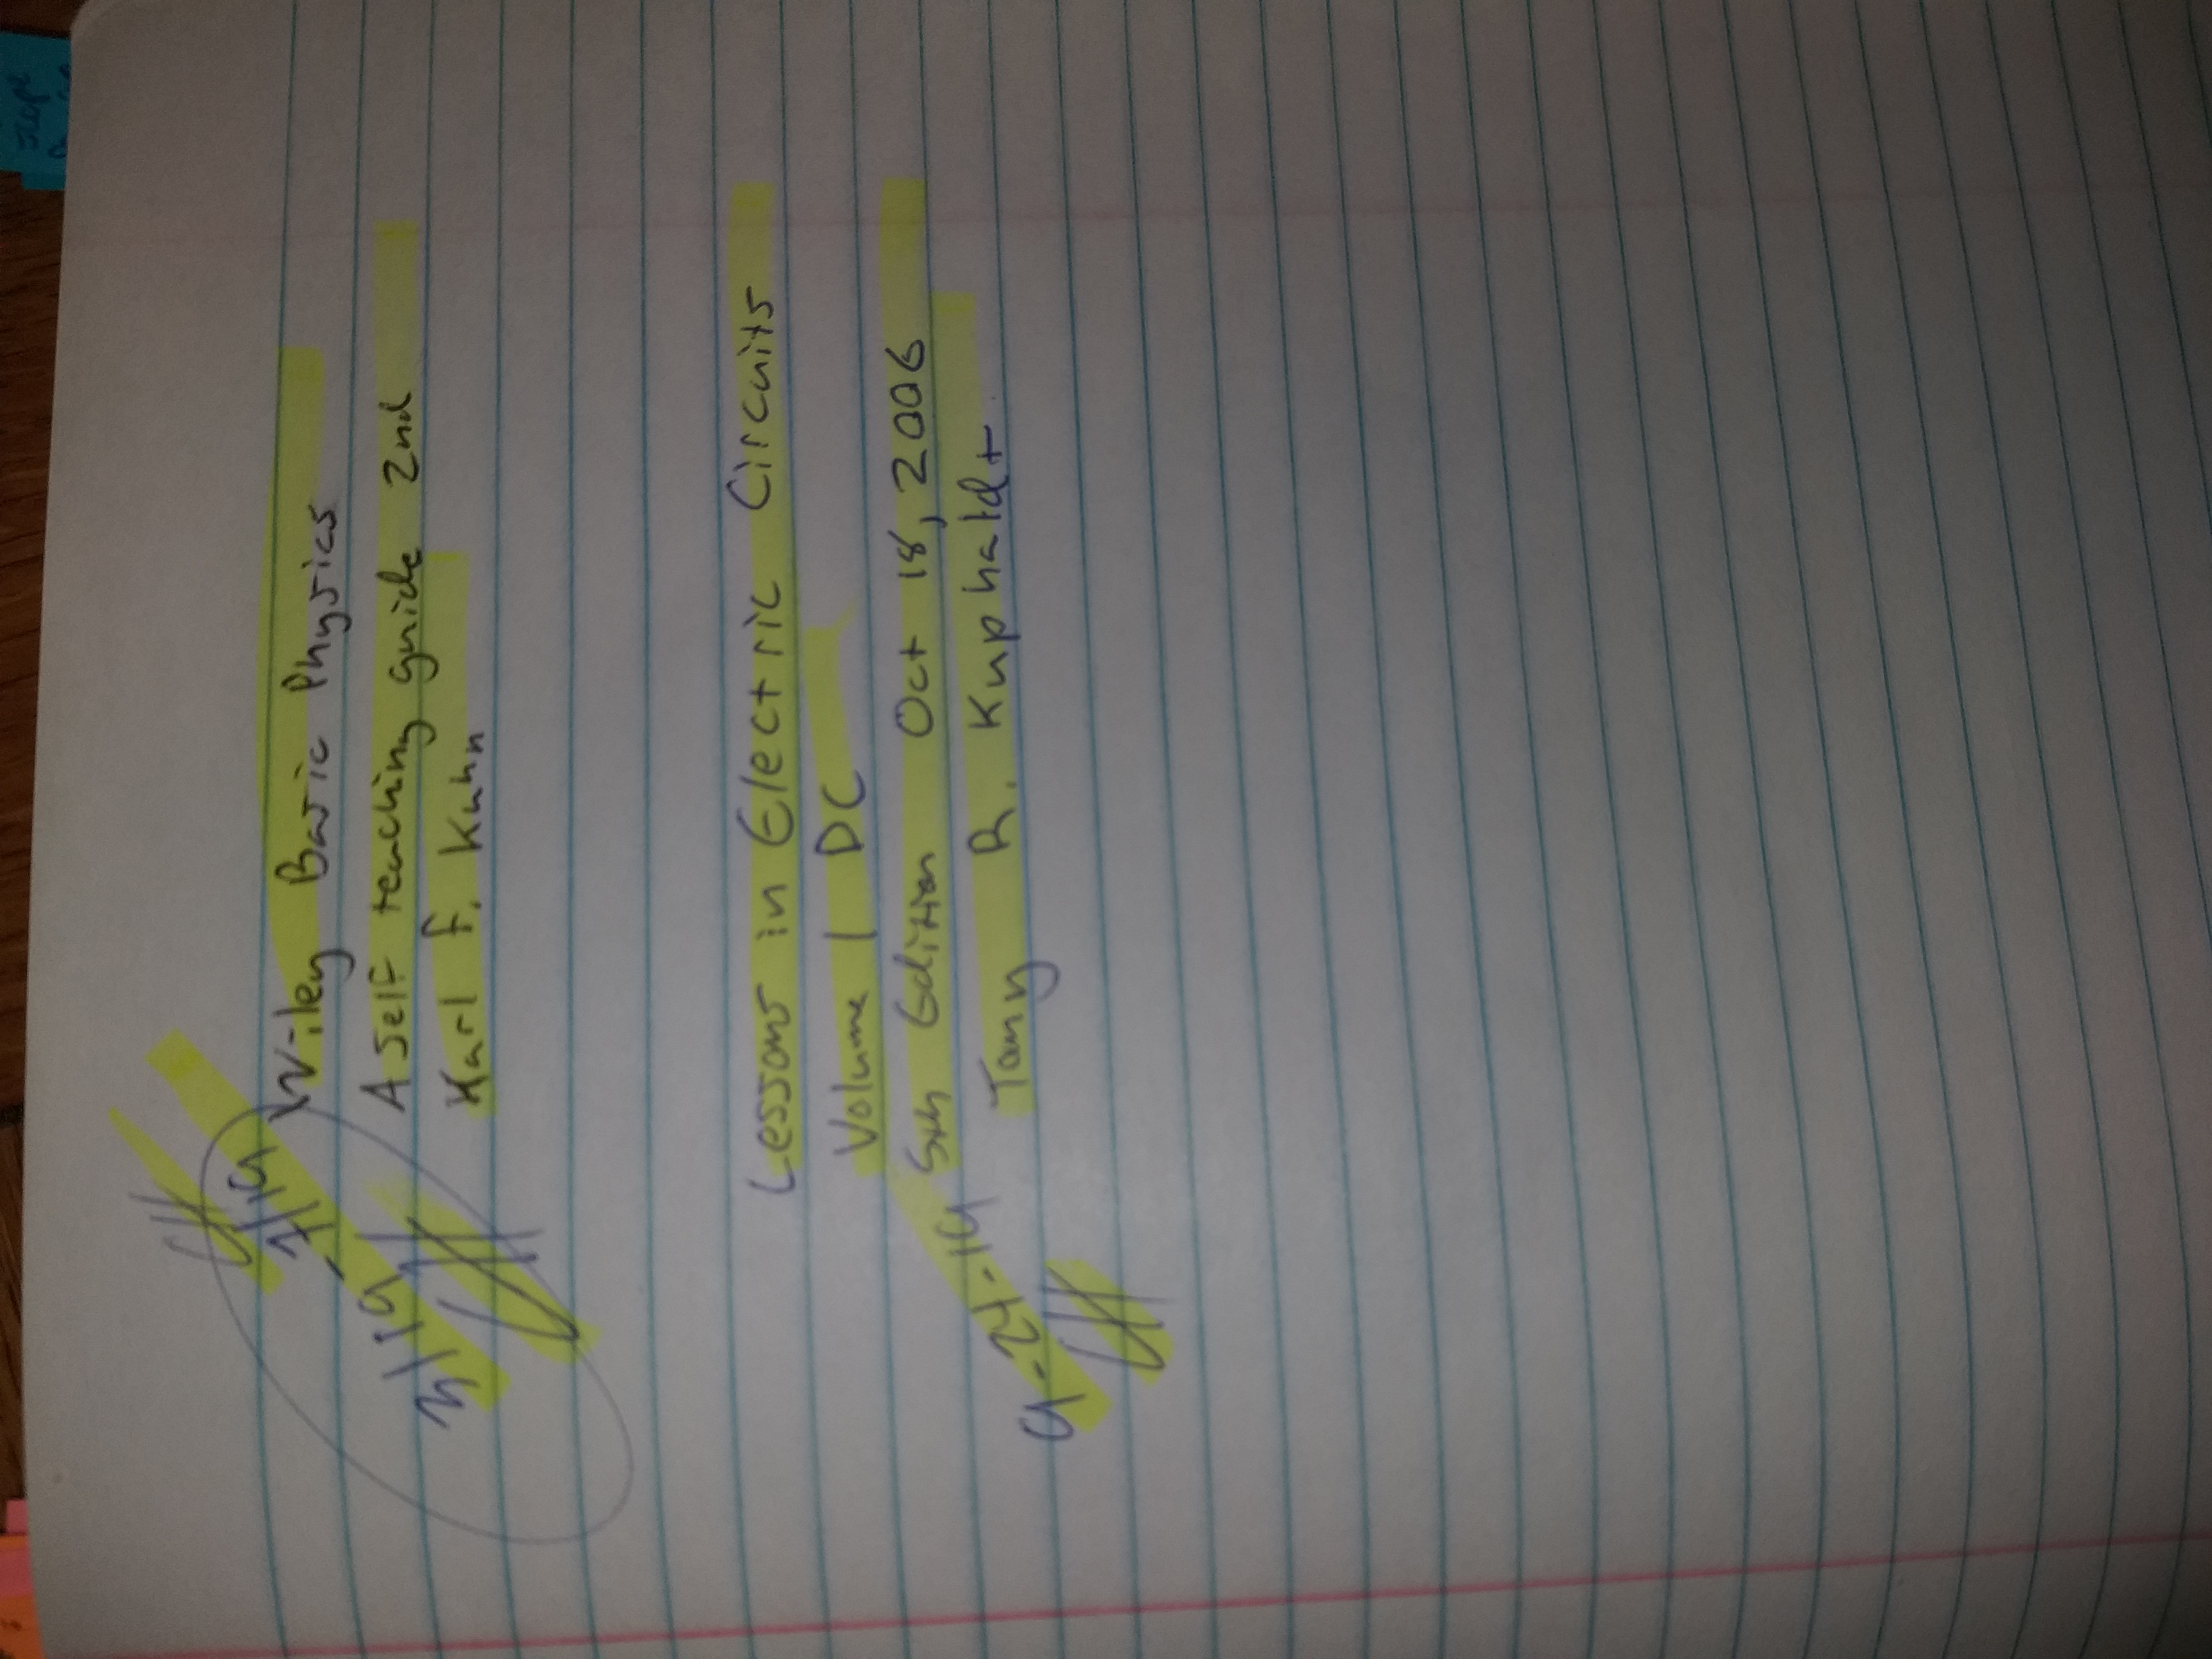 3/19 - 7/19
Wiley Basic Physics
A self teaching guide 2nd
Karl F. Kuhn
Lessons in Electric Circuits
Volume 1 DC
9-24-19 5th Edition Oct 18, 2006
Tony R. Kuphaldt